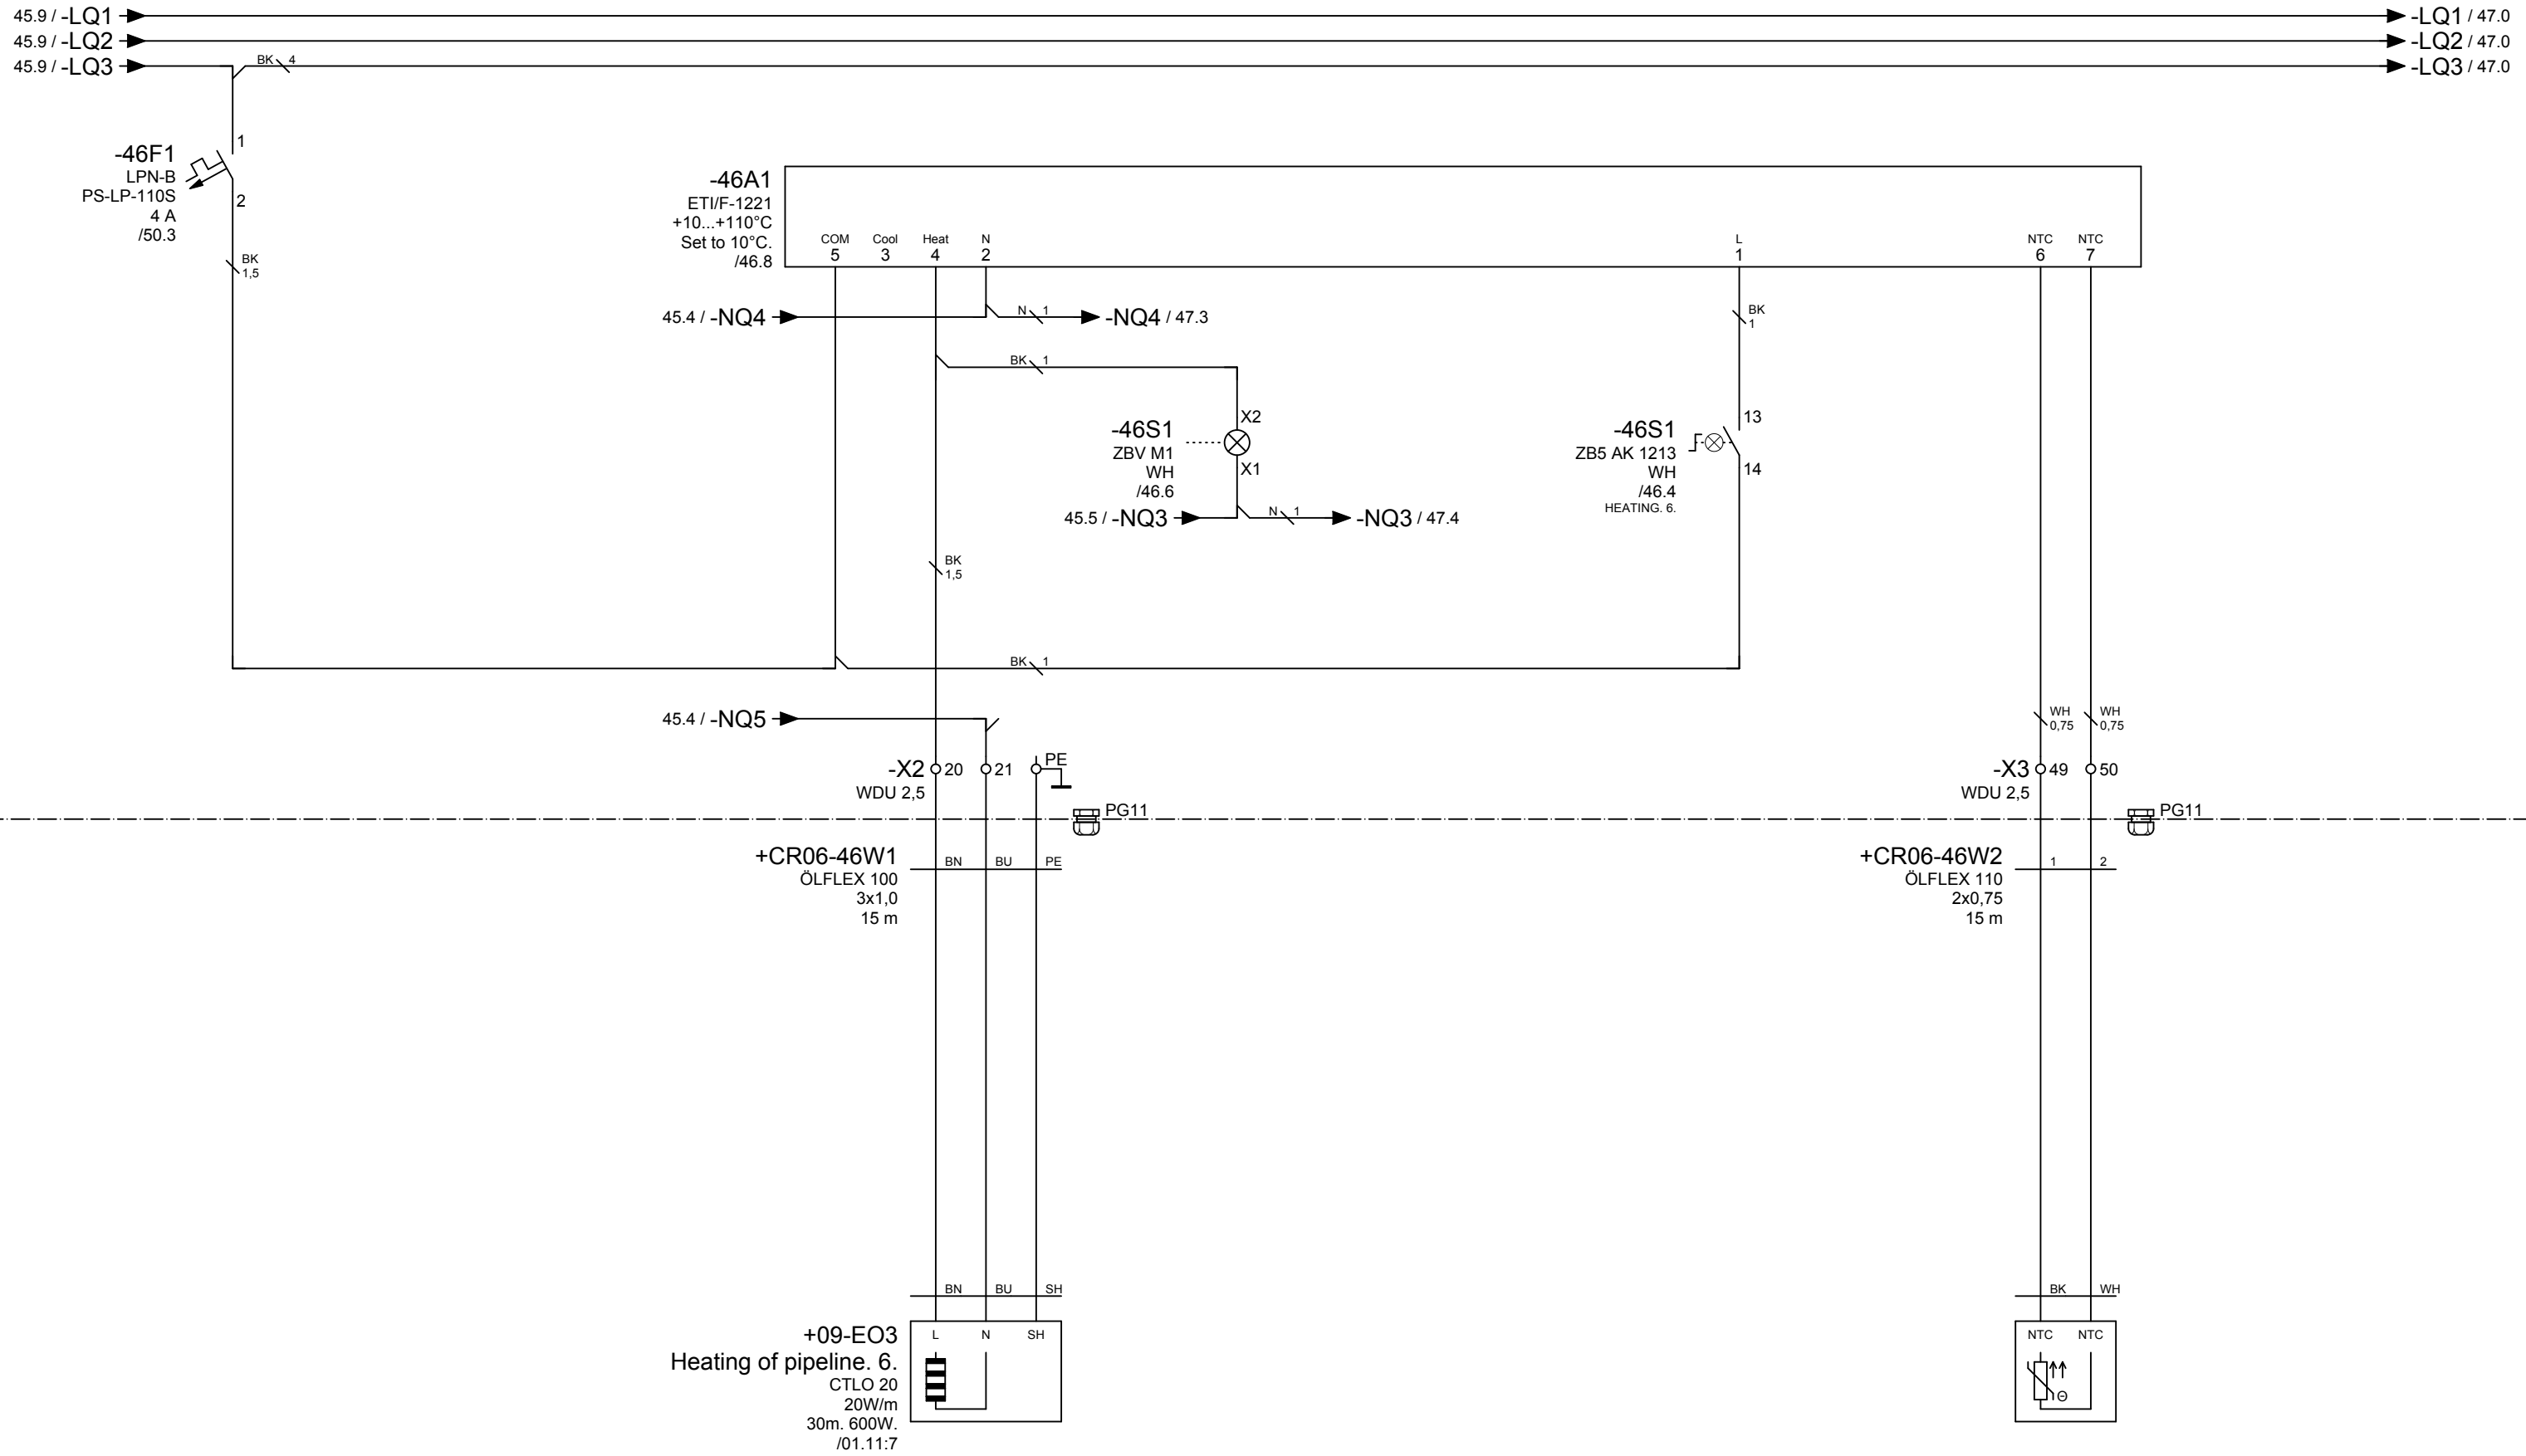 45.9 / -LQ1
-LQ1 / 47.0
45.9 / -LQ2
-LQ2 / 47.0
45.9 / -LQ3
BK 4
-LQ3 / 47.0
1
-46F1
LPN-B
PS-LP-110S
4 A
/50.3
2
BK
1,5
-46A1
ETI/F-1221
+10...+110°C
Set to 10°C.
/46.8
COM Cool Heat N L NTC NTC
5 3 4 2 1 6 7
45.4 / -NQ4
N 1
-NQ4 / 47.3
BK
1
BK 1
-46S1
ZBV M1
WH
/46.6
X2
X1
-46S1
ZB5 AK 1213
WH
/46.4
HEATING. 6.
13
14
45.5 / -NQ3
N 1
-NQ3 / 47.4
BK
1,5
BK 1
45.4 / -NQ5
WH
0,75
WH
0,75
-X2 20 21 PE
WDU 2,5
-X3 49 50
WDU 2,5
PG11
PG11
+CR06-46W1
ÖLFLEX 100
3x1,0
15 m
BN BU PE
+CR06-46W2
ÖLFLEX 110
2x0,75
15 m
1 2
BN BU SH
BK WH
+09-EO3
Heating of pipeline. 6.
CTLO 20
20W/m
30m. 600W.
/01.11:7
L N SH
NTC NTC
Θ